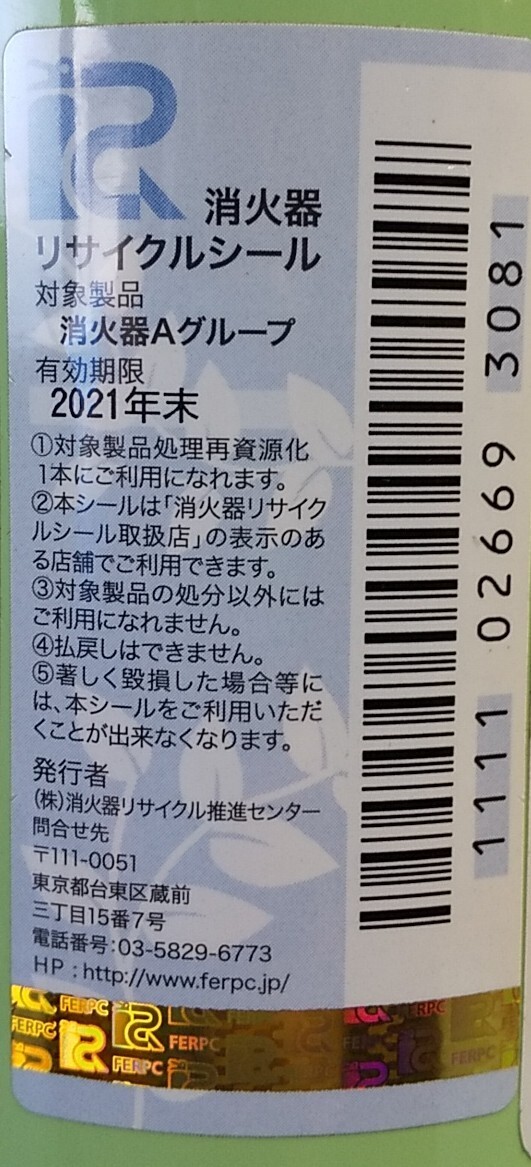 消火器
リサイクルシール
対象製品
消火器Aグループ
有効期限
2021年末
①対象製品処理再資源化
1本にご利用になれます。
②本シールは「消火器リサイク
ルシール取扱店」の表示のあ
る店舗でご利用できます。
③対象製品の処分以外には
ご利用になれません。
④払戻しはできません。
⑤著しく毀損した場合等に
は、本シールをご利用いただ
くことが出来なくなります。
発行者
(株)消火器リサイクル推進センター
問合せ先
〒111-0051
東京都台東区蔵前
三丁目15番7号
電話番号:03-5829-6773
HP:http://www.ferpc.jp/
1111 02669 3081
FERPC
FERPC
FERPC
FERPC
FERPC